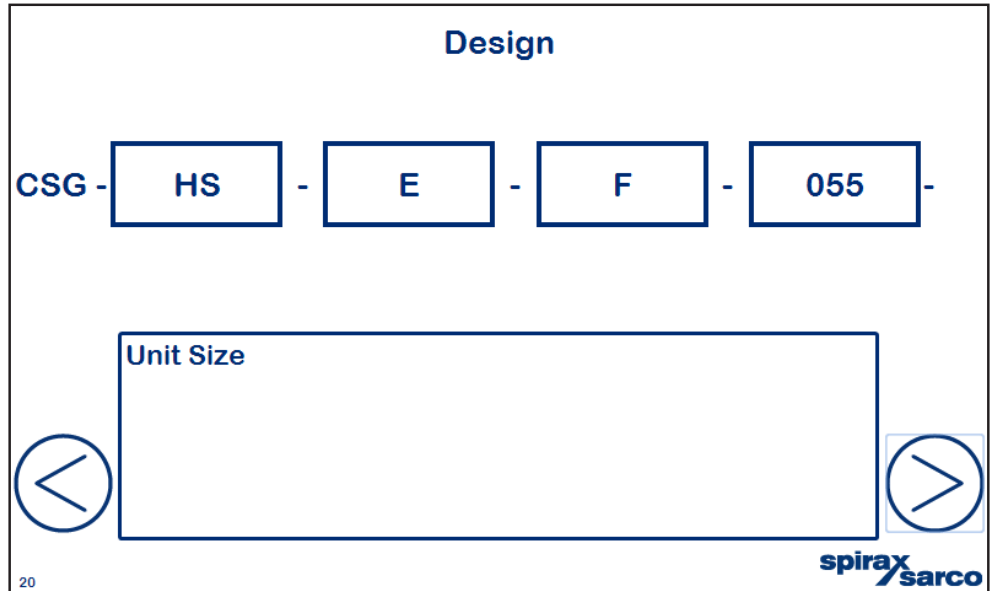 Design
CSG - HS - E - F - 055 -
Unit Size
20
spirax
sarco